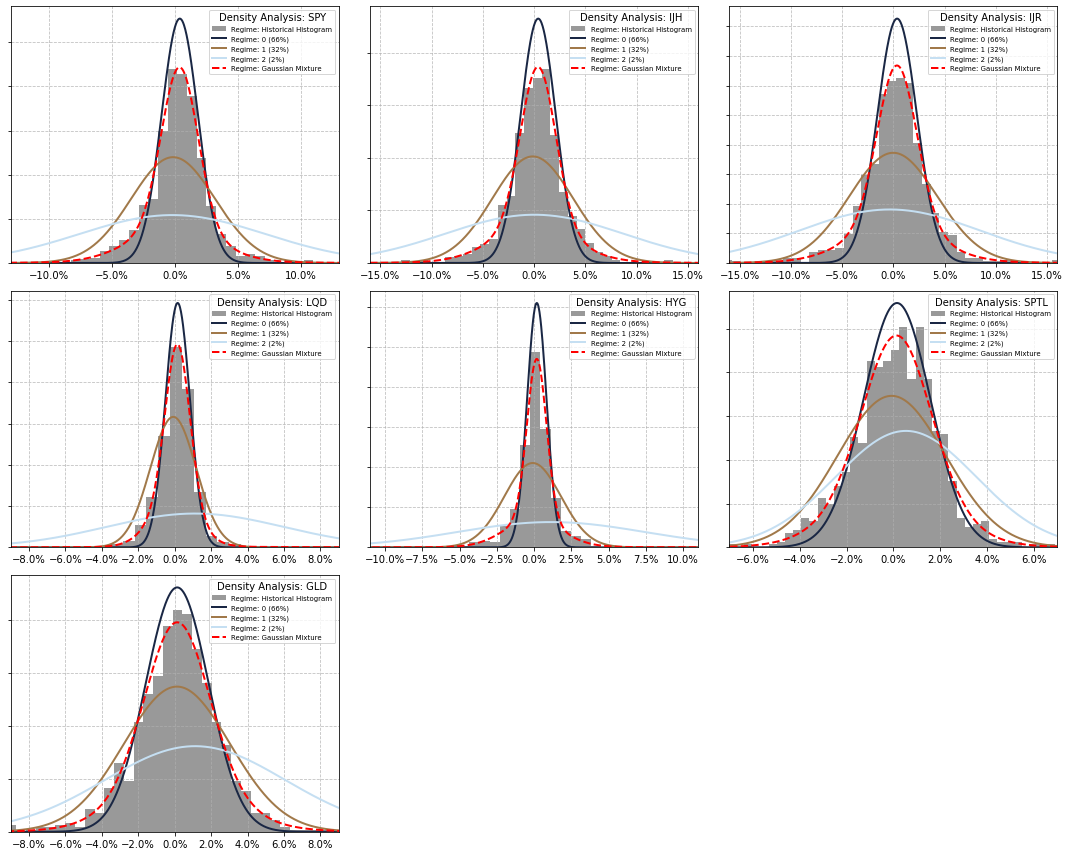 Density Analysis: SPY
Regime: Historical Histogram
Regime: 0 (66%)
Regime: 1 (32%)
Regime: 2 (2%)
Regime: Gaussian Mixture
−10.0% −5.0% 0.0% 5.0% 10.0%
Density Analysis: IJH
Regime: Historical Histogram
Regime: 0 (66%)
Regime: 1 (32%)
Regime: 2 (2%)
Regime: Gaussian Mixture
−15.0% −10.0% −5.0% 0.0% 5.0% 10.0% 15.0%
Density Analysis: IJR
Regime: Historical Histogram
Regime: 0 (66%)
Regime: 1 (32%)
Regime: 2 (2%)
Regime: Gaussian Mixture
−15.0% −10.0% −5.0% 0.0% 5.0% 10.0% 15.0%
Density Analysis: LQD
Regime: Historical Histogram
Regime: 0 (66%)
Regime: 1 (32%)
Regime: 2 (2%)
Regime: Gaussian Mixture
−8.0% −6.0% −4.0% −2.0% 0.0% 2.0% 4.0% 6.0% 8.0%
Density Analysis: HYG
Regime: Historical Histogram
Regime: 0 (66%)
Regime: 1 (32%)
Regime: 2 (2%)
Regime: Gaussian Mixture
−10.0% −7.5% −5.0% −2.5% 0.0% 2.5% 5.0% 7.5% 10.0%
Density Analysis: SPTL
Regime: Historical Histogram
Regime: 0 (66%)
Regime: 1 (32%)
Regime: 2 (2%)
Regime: Gaussian Mixture
−6.0% −4.0% −2.0% 0.0% 2.0% 4.0% 6.0%
Density Analysis: GLD
Regime: Historical Histogram
Regime: 0 (66%)
Regime: 1 (32%)
Regime: 2 (2%)
Regime: Gaussian Mixture
−8.0% −6.0% −4.0% −2.0% 0.0% 2.0% 4.0% 6.0% 8.0%